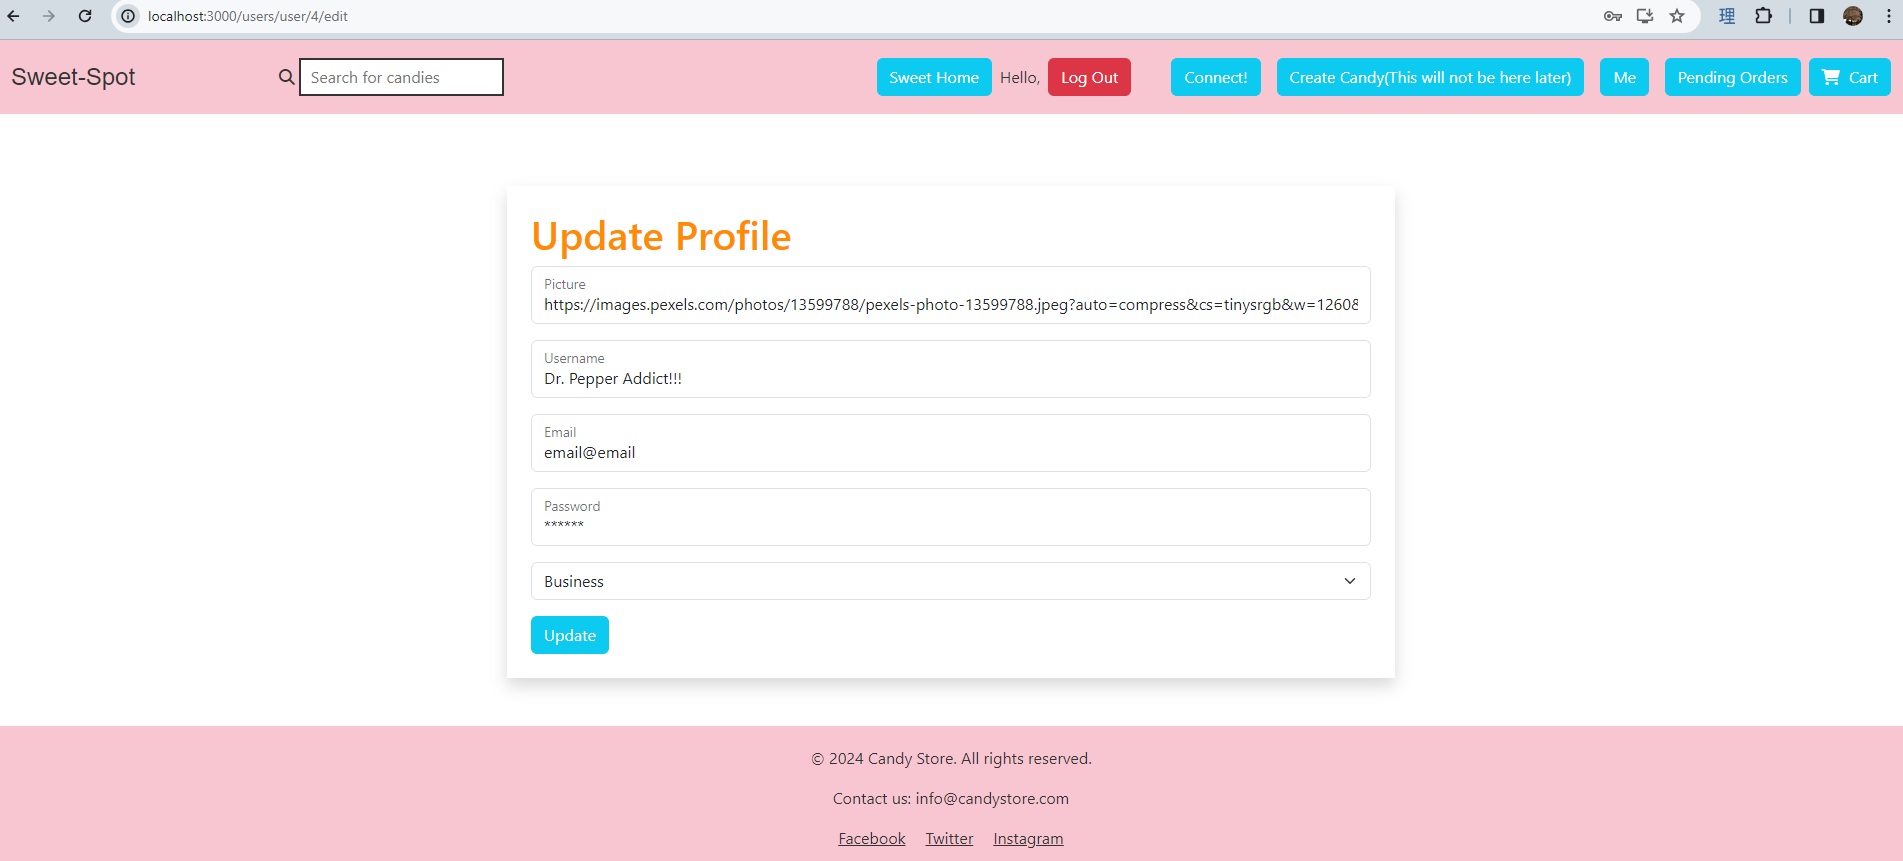 localhost:3000/users/user/4/edit
理
Sweet-Spot
Search for candies
Sweet Home
Hello,
Log Out
Connect!
Create Candy(This will not be here later)
Me
Pending Orders
Cart
Update Profile
Picture
https://images.pexels.com/photos/13599788/pexels-photo-13599788.jpeg?auto=compress&cs=tinysrgb&w=1260&
Username
Dr. Pepper Addict!!!
Email
email@email
Password
******
Business
Update
© 2024 Candy Store. All rights reserved.
Contact us: info@candystore.com
Facebook Twitter Instagram